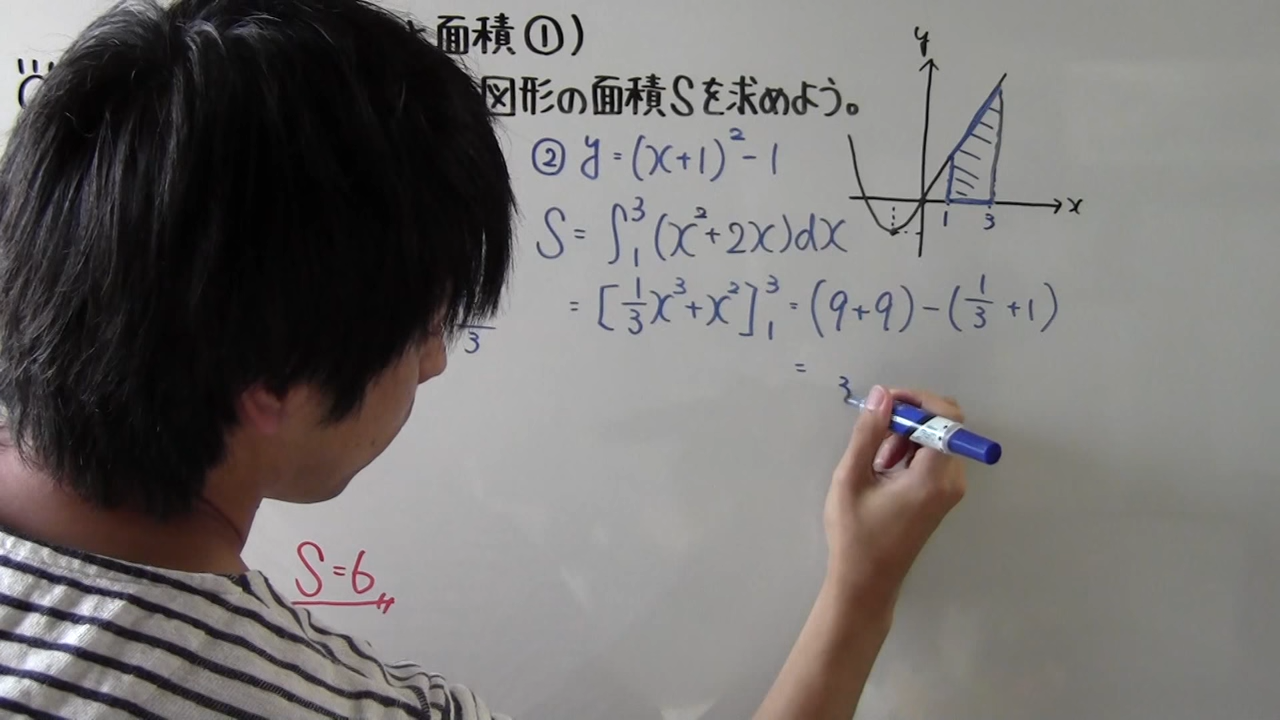 面積①)
図形の面積Sを求めよう。
② y=(x+1)²-1
S=∫₁³(x²+2x)dx
=[1/3x³+x²]₁³=(9+9)-(1/3+1)
=
3
3
S=6
y
x
1
3